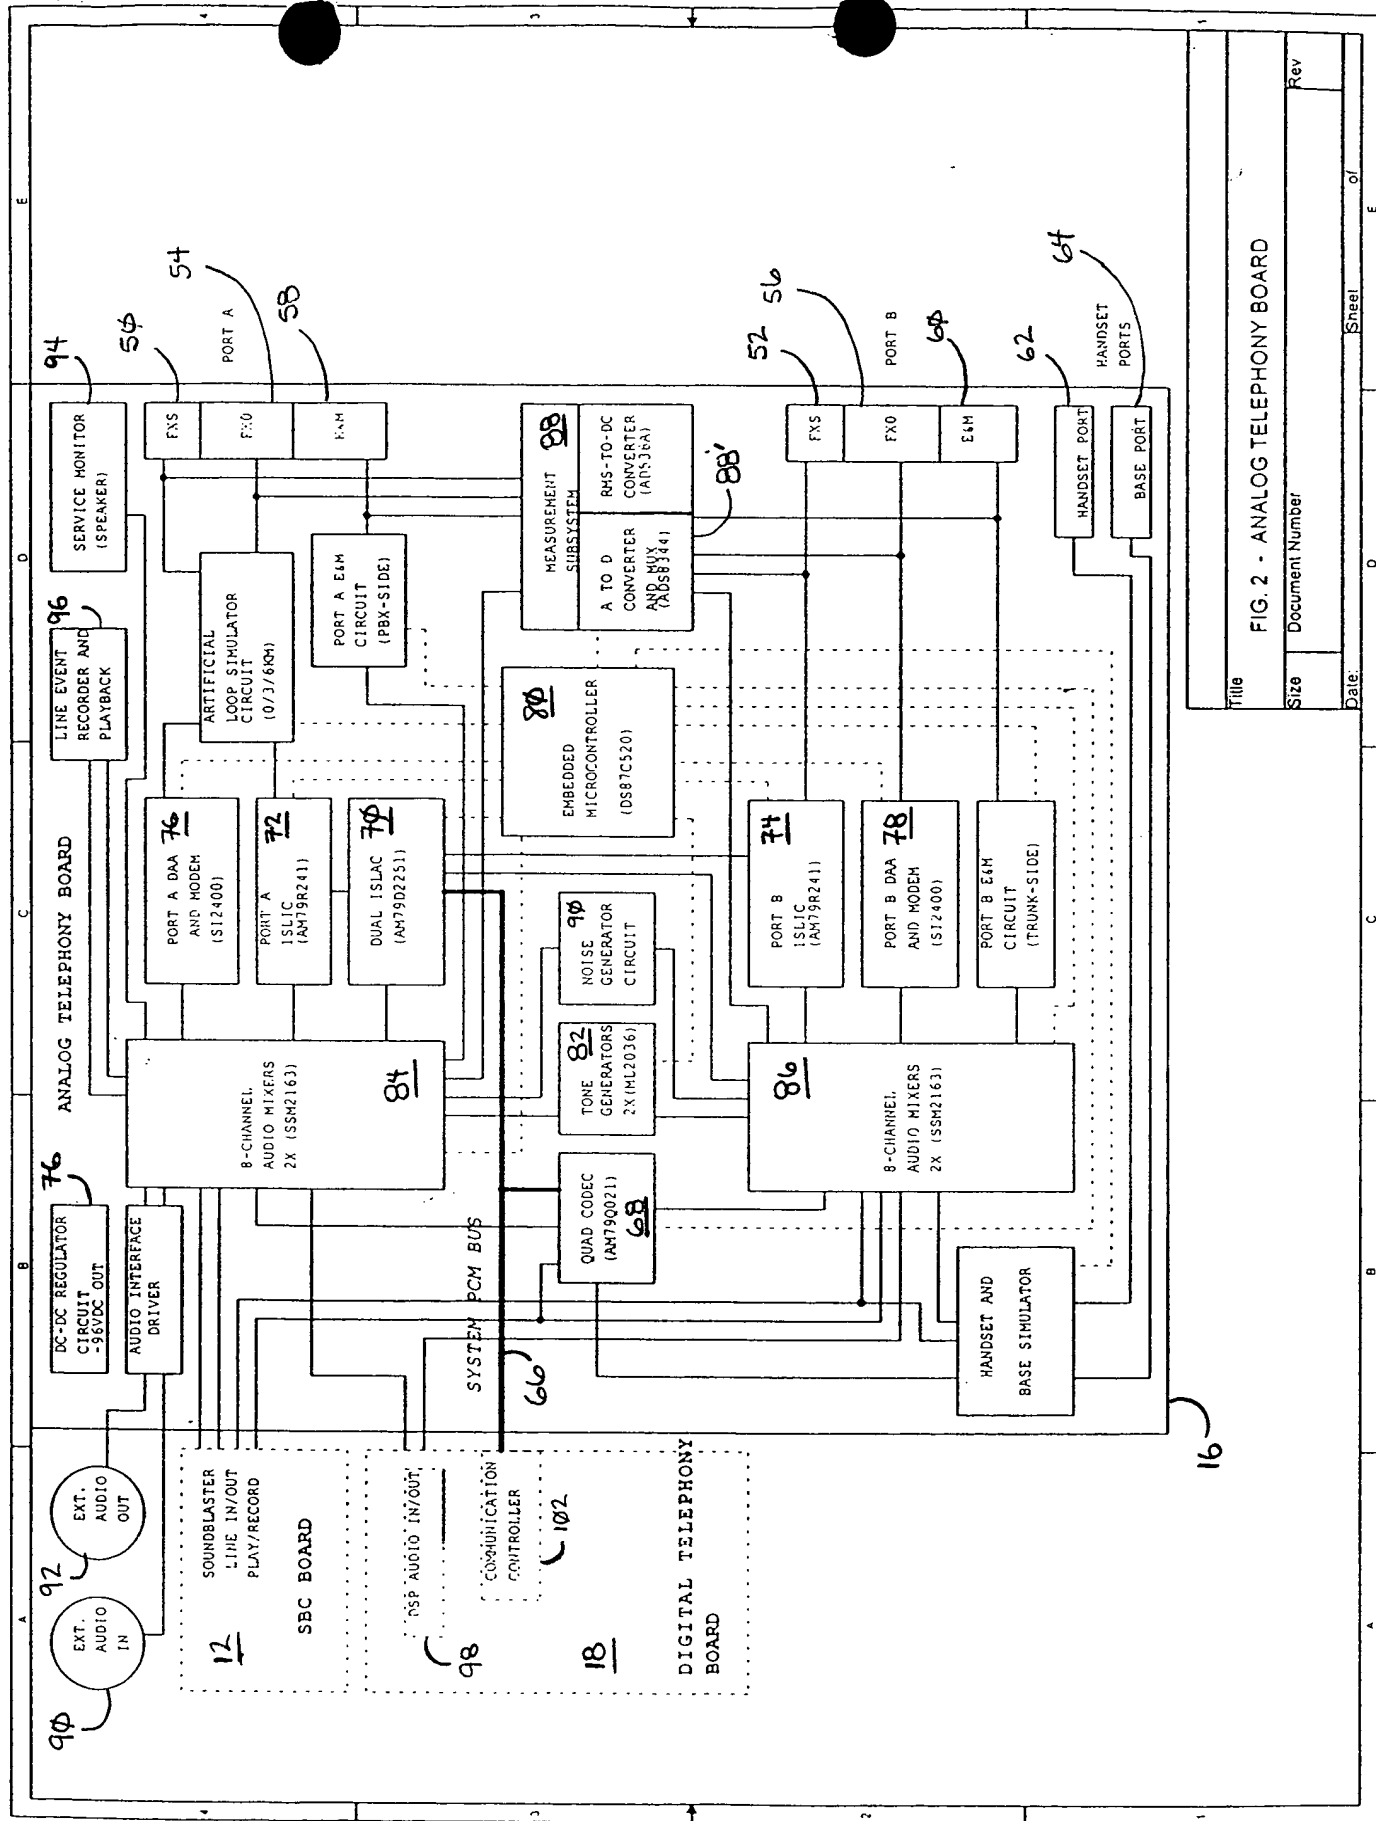 ANALOG TELEPHONY BOARD
EXT.
AUDIO
IN
90
EXT.
AUDIO
OUT
92
DC-DC REGULATOR
CIRCUIT
-96VDC OUT
76
AUDIO INTERFACE
DRIVER
LINE EVENT
RECORDER AND
PLAYBACK
96
SERVICE MONITOR
(SPEAKER)
94
SOUNDBLASTER
LINE IN/OUT
PLAY/RECORD
12
SBC BOARD
8-CHANNEL
AUDIO MIXERS
2X (SSM2163)
84
PORT A DAA
AND MODEM
(SI2400)
76
PORT A
ISLIC
(AM79R241)
72
DUAL ISLAC
(AM79D2251)
70
ARTIFICIAL
LOOP SIMULATOR
CIRCUIT
(0/3/6KM)
PORT A E&M
CIRCUIT
(PBX-SIDE)
FXS
FXO
E&M
50
54
58
PORT A
DSP AUDIO IN/OUT
98
COMMUNICATION
CONTROLLER
102
18
DIGITAL TELEPHONY
BOARD
SYSTEM PCM BUS
66
QUAD CODEC
(AM79Q021)
68
TONE
GENERATORS
2X(ML2036)
82
NOISE
GENERATOR
CIRCUIT
90
EMBEDDED
MICROCONTROLLER
(DS87C520)
80
MEASUREMENT
SUBSYSTEM
88
A TO D
CONVERTER
AND MUX
(ADS8344)
RMS-TO-DC
CONVERTER
(AD536A)
88'
8-CHANNEL
AUDIO MIXERS
2X (SSM2163)
86
PORT B
ISLIC
(AM79R241)
74
PORT B DAA
AND MODEM
(SI2400)
78
PORT B E&M
CIRCUIT
(TRUNK-SIDE)
FXS
FXO
E&M
52
56
60
PORT B
HANDSET AND
BASE SIMULATOR
HANDSET PORT
BASE PORT
62
64
HANDSET
PORTS
16
Title
FIG. 2 - ANALOG TELEPHONY BOARD
Size
Document Number
Rev
Date:
Sheet
of
A
B
C
D
E
A
B
C
D
E
4
3
2
1
4
3
1